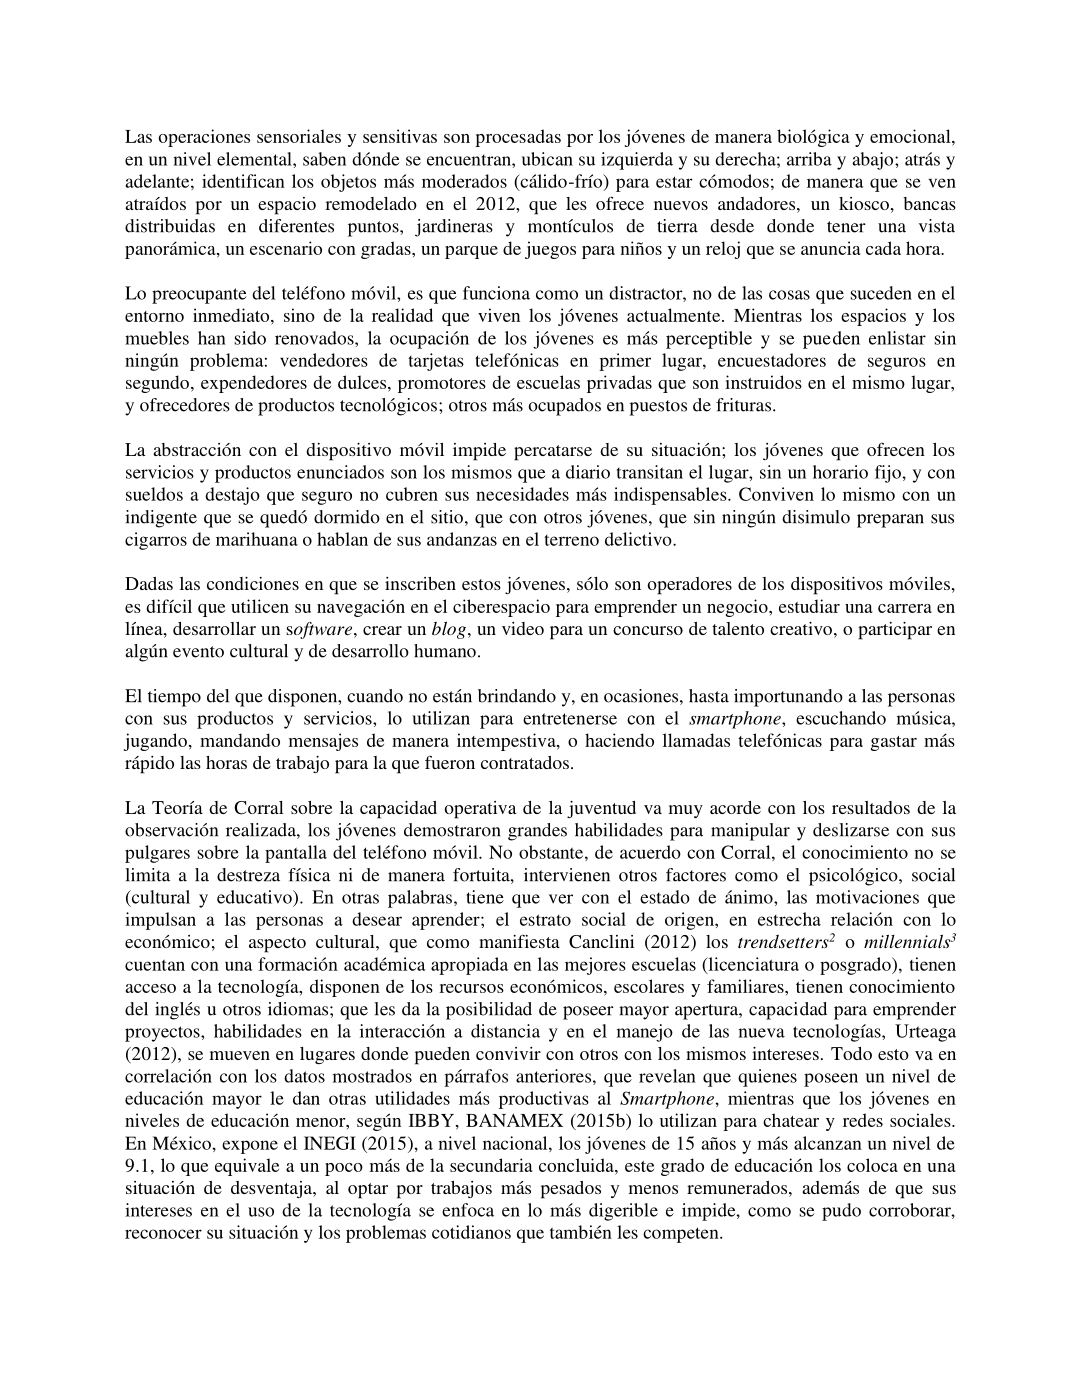 Las operaciones sensoriales y sensitivas son procesadas por los jóvenes de manera biológica y emocional,
en un nivel elemental, saben dónde se encuentran, ubican su izquierda y su derecha; arriba y abajo; atrás y
adelante; identifican los objetos más moderados (cálido-frío) para estar cómodos; de manera que se ven
atraídos por un espacio remodelado en el 2012, que les ofrece nuevos andadores, un kiosco, bancas
distribuidas en diferentes puntos, jardineras y montículos de tierra desde donde tener una vista
panorámica, un escenario con gradas, un parque de juegos para niños y un reloj que se anuncia cada hora.
Lo preocupante del teléfono móvil, es que funciona como un distractor, no de las cosas que suceden en el
entorno inmediato, sino de la realidad que viven los jóvenes actualmente. Mientras los espacios y los
muebles han sido renovados, la ocupación de los jóvenes es más perceptible y se pueden enlistar sin
ningún problema: vendedores de tarjetas telefónicas en primer lugar, encuestadores de seguros en
segundo, expendedores de dulces, promotores de escuelas privadas que son instruidos en el mismo lugar,
y ofrecedores de productos tecnológicos; otros más ocupados en puestos de frituras.
La abstracción con el dispositivo móvil impide percatarse de su situación; los jóvenes que ofrecen los
servicios y productos enunciados son los mismos que a diario transitan el lugar, sin un horario fijo, y con
sueldos a destajo que seguro no cubren sus necesidades más indispensables. Conviven lo mismo con un
indigente que se quedó dormido en el sitio, que con otros jóvenes, que sin ningún disimulo preparan sus
cigarros de marihuana o hablan de sus andanzas en el terreno delictivo.
Dadas las condiciones en que se inscriben estos jóvenes, sólo son operadores de los dispositivos móviles,
es difícil que utilicen su navegación en el ciberespacio para emprender un negocio, estudiar una carrera en
línea, desarrollar un software, crear un blog, un video para un concurso de talento creativo, o participar en
algún evento cultural y de desarrollo humano.
El tiempo del que disponen, cuando no están brindando y, en ocasiones, hasta importunando a las personas
con sus productos y servicios, lo utilizan para entretenerse con el smartphone, escuchando música,
jugando, mandando mensajes de manera intempestiva, o haciendo llamadas telefónicas para gastar más
rápido las horas de trabajo para la que fueron contratados.
La Teoría de Corral sobre la capacidad operativa de la juventud va muy acorde con los resultados de la
observación realizada, los jóvenes demostraron grandes habilidades para manipular y deslizarse con sus
pulgares sobre la pantalla del teléfono móvil. No obstante, de acuerdo con Corral, el conocimiento no se
limita a la destreza física ni de manera fortuita, intervienen otros factores como el psicológico, social
(cultural y educativo). En otras palabras, tiene que ver con el estado de ánimo, las motivaciones que
impulsan a las personas a desear aprender; el estrato social de origen, en estrecha relación con lo
económico; el aspecto cultural, que como manifiesta Canclini (2012) los trendsetters² o millennials³
cuentan con una formación académica apropiada en las mejores escuelas (licenciatura o posgrado), tienen
acceso a la tecnología, disponen de los recursos económicos, escolares y familiares, tienen conocimiento
del inglés u otros idiomas; que les da la posibilidad de poseer mayor apertura, capacidad para emprender
proyectos, habilidades en la interacción a distancia y en el manejo de las nueva tecnologías, Urteaga
(2012), se mueven en lugares donde pueden convivir con otros con los mismos intereses. Todo esto va en
correlación con los datos mostrados en párrafos anteriores, que revelan que quienes poseen un nivel de
educación mayor le dan otras utilidades más productivas al Smartphone, mientras que los jóvenes en
niveles de educación menor, según IBBY, BANAMEX (2015b) lo utilizan para chatear y redes sociales.
En México, expone el INEGI (2015), a nivel nacional, los jóvenes de 15 años y más alcanzan un nivel de
9.1, lo que equivale a un poco más de la secundaria concluida, este grado de educación los coloca en una
situación de desventaja, al optar por trabajos más pesados y menos remunerados, además de que sus
intereses en el uso de la tecnología se enfoca en lo más digerible e impide, como se pudo corroborar,
reconocer su situación y los problemas cotidianos que también les competen.